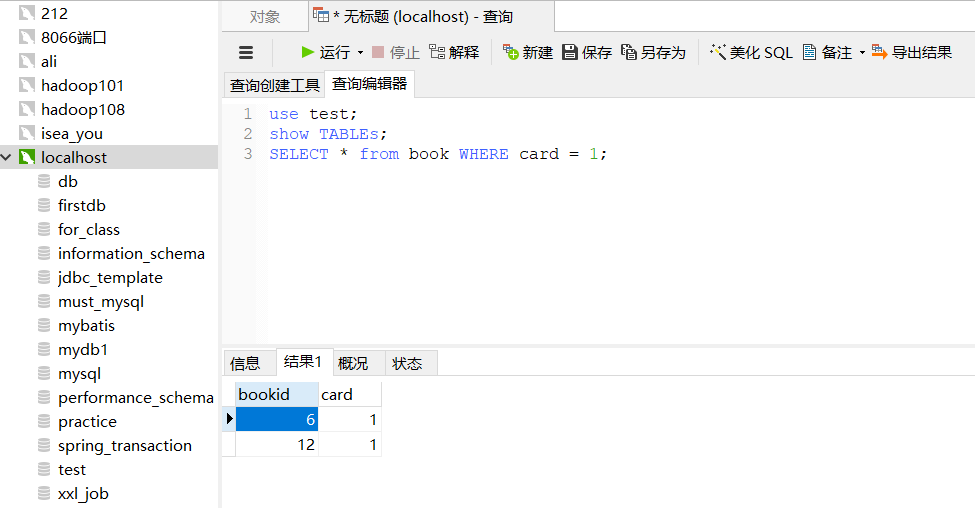 212
8066端口
ali
hadoop101
hadoop108
isea_you
localhost
db
firstdb
for_class
information_schema
jdbc_template
must_mysql
mybatis
mydb1
mysql
performance_schema
practice
spring_transaction
test
xxl_job
对象 * 无标题 (localhost) - 查询
运行 停止 解释 新建 保存 另存为 美化 SQL 备注 导出结果
查询创建工具 查询编辑器
1 use test;
2 show TABLEs;
3 SELECT * from book WHERE card = 1;
信息 结果1 概况 状态
bookid card
6 1
12 1